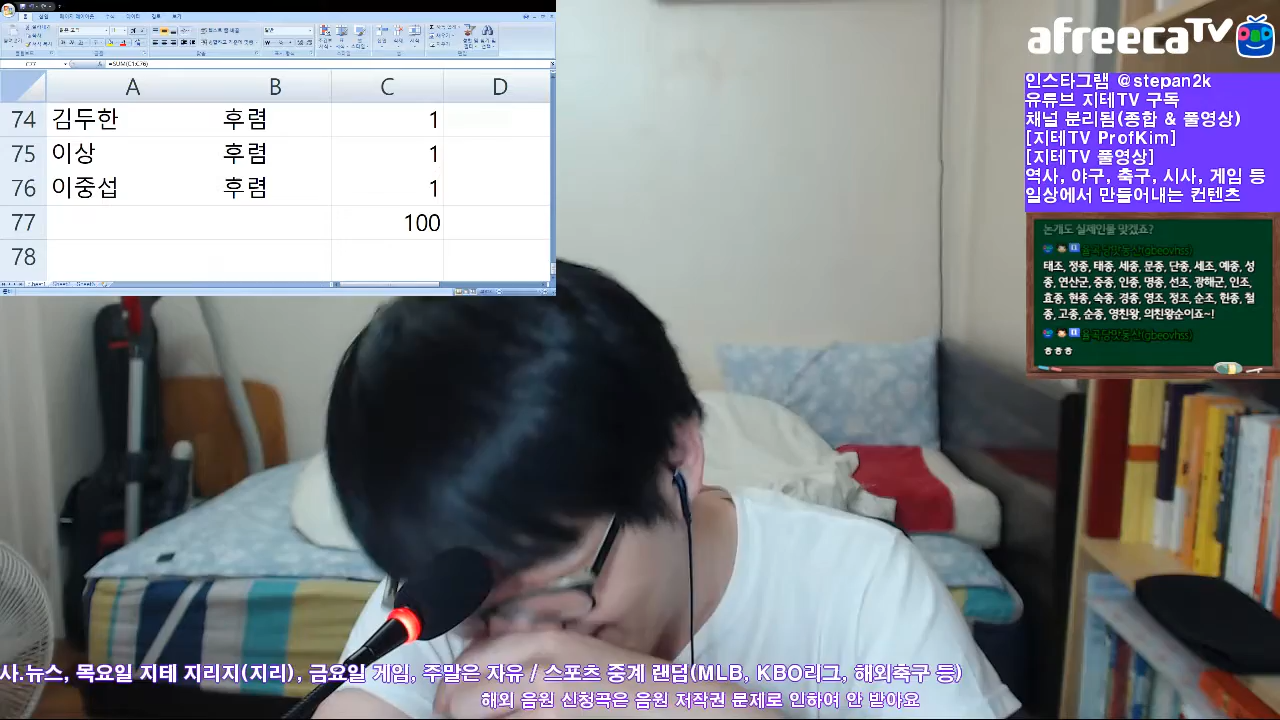 C77
=SUM(C1:C76)
A B C D
74 김두한 후렴 1
75 이상 후렴 1
76 이중섭 후렴 1
77 100
78
afreecaTV
인스타그램 @stepan2k
유튜브 지테TV 구독
채널 분리됨(종합 & 풀영상)
[지테TV ProfKim]
[지테TV 풀영상]
역사, 야구, 축구, 시사, 게임 등
일상에서 만들어내는 컨텐츠
논개도 실제인물 맞겠죠?
태조, 정종, 태종, 세종, 문종, 단종, 세조, 예종, 성
종, 연산군, 중종, 인종, 명종, 선조, 광해군, 인조,
효종, 현종, 숙종, 경종, 영조, 정조, 순조, 헌종, 철
종, 고종, 순종, 영친왕, 의친왕순이죠~!
ㅎㅎㅎ
사.뉴스, 목요일 지테 지리지(지리), 금요일 게임, 주말은 자유 / 스포츠 중계 랜덤(MLB, KBO리그, 해외축구 등)
해외 음원 신청곡은 음원 저작권 문제로 인하여 안 받아요